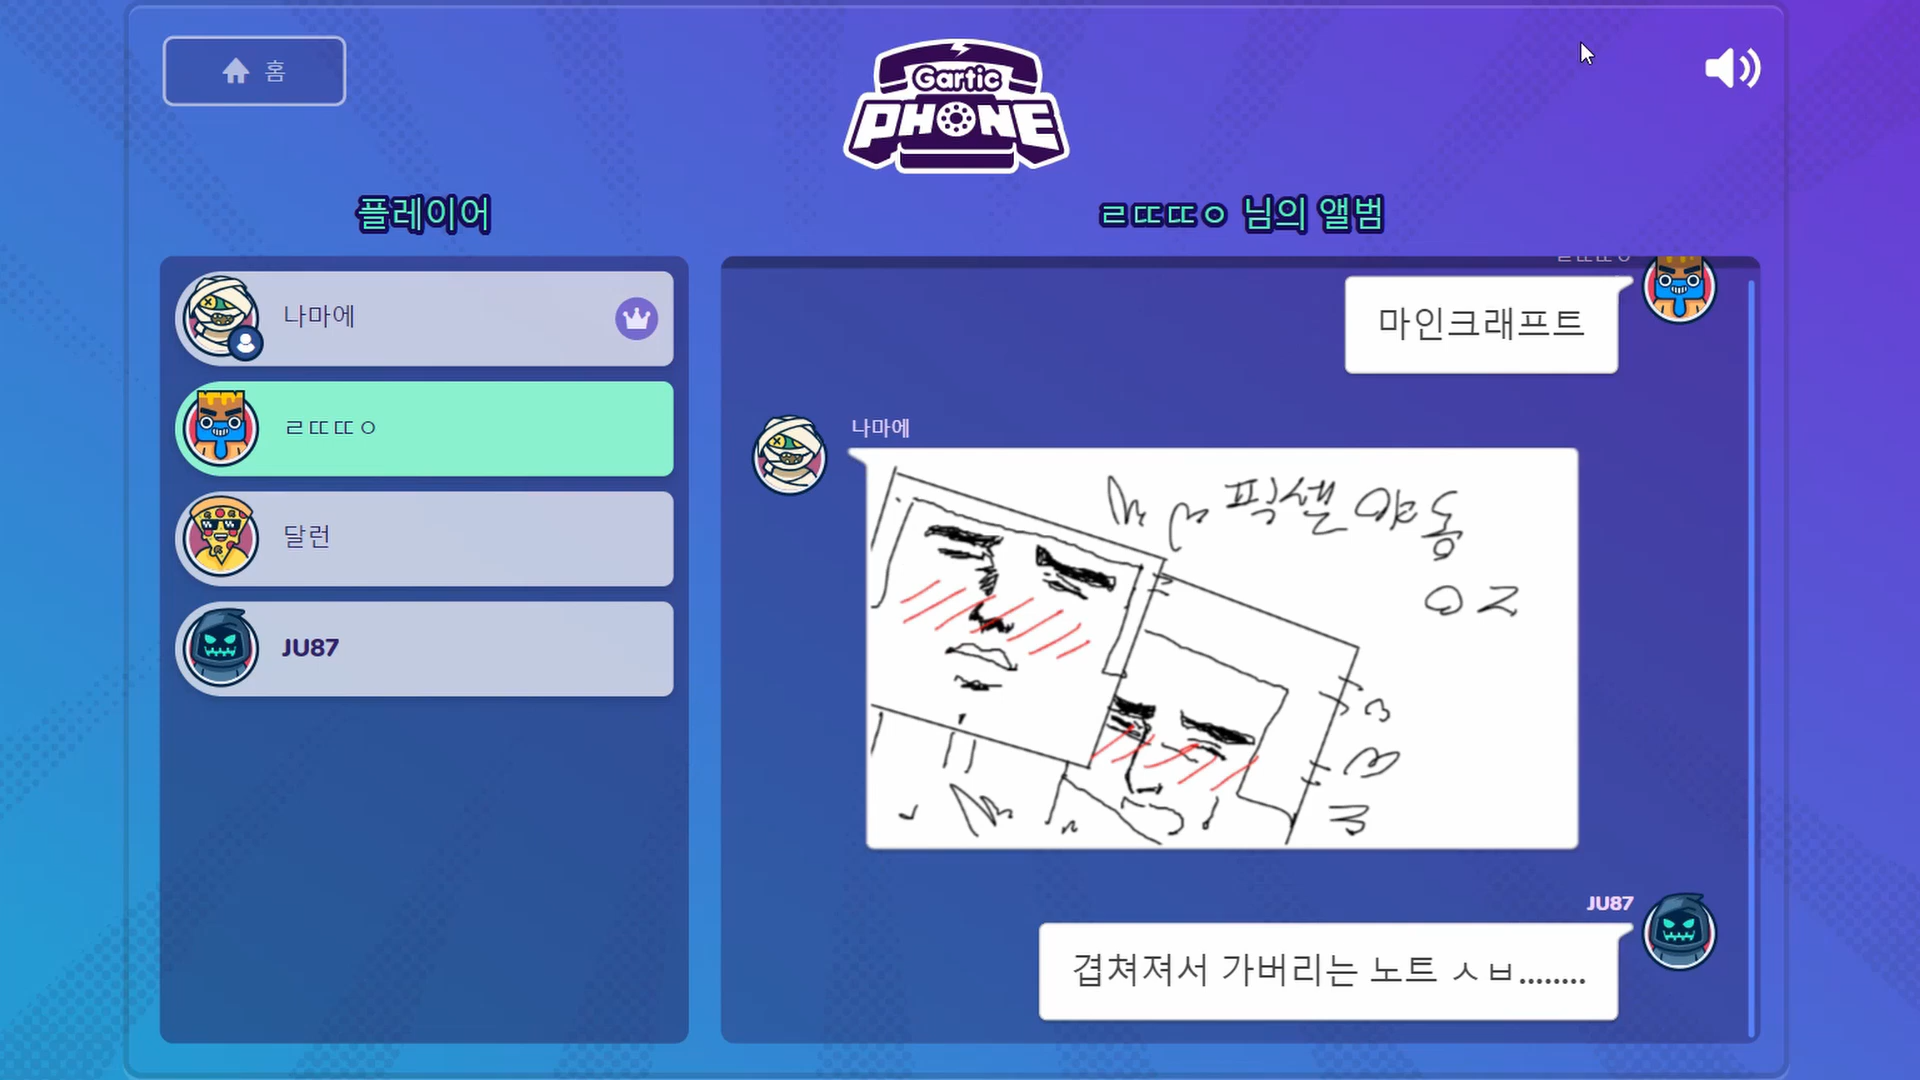 홈
Gartic
PHONE
플레이어
ㄹㄸㄸㅇ 님의 앨범
나마에
ㄹㄸㄸㅇ
달런
JU87
마인크래프트
나마에
픽셀 야동
ㅇㅈ
JU87
겹쳐져서 가버리는 노트 ㅅㅂ........